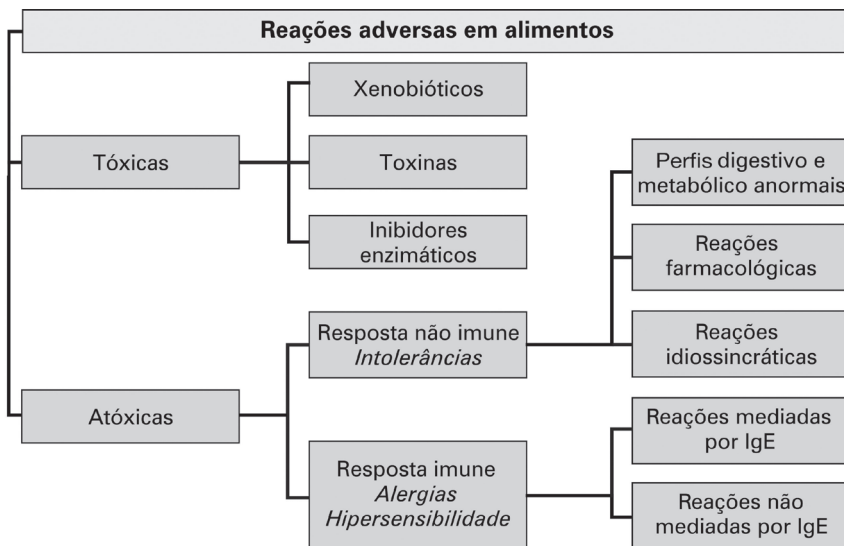 Reações adversas em alimentos
Xenobióticos
Tóxicas
Toxinas
Inibidores
enzimáticos
Perfis digestivo e
metabólico anormais
Reações
farmacológicas
Resposta não imune
Intolerâncias
Reações
idiossincráticas
Atóxicas
Resposta imune
Alergias
Hipersensibilidade
Reações mediadas
por IgE
Reações não
mediadas por IgE